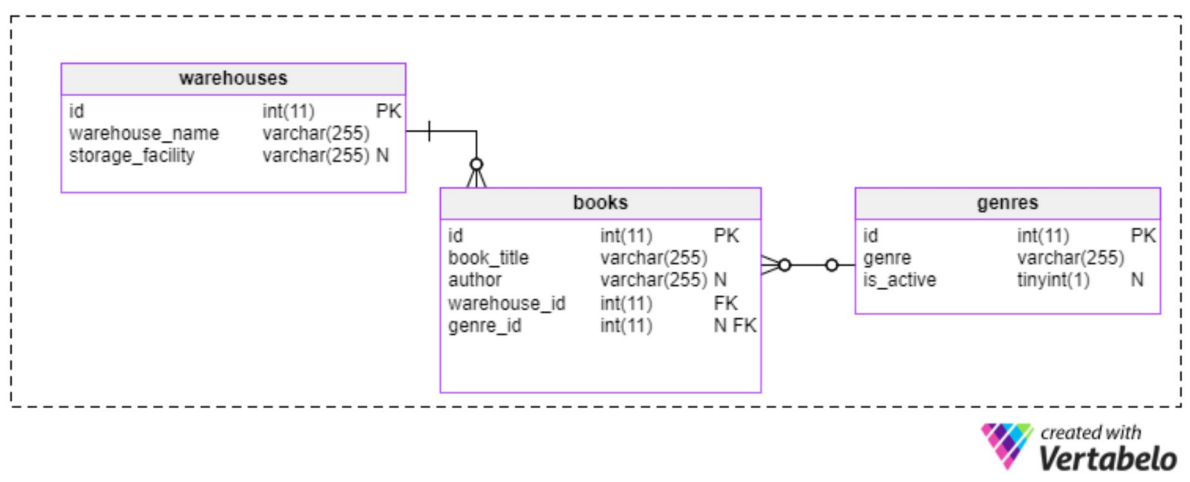 warehouses
id int(11) PK
warehouse_name varchar(255)
storage_facility varchar(255) N
books
id int(11) PK
book_title varchar(255)
author varchar(255) N
warehouse_id int(11) FK
genre_id int(11) N FK
genres
id int(11) PK
genre varchar(255)
is_active tinyint(1) N
created with
Vertabelo